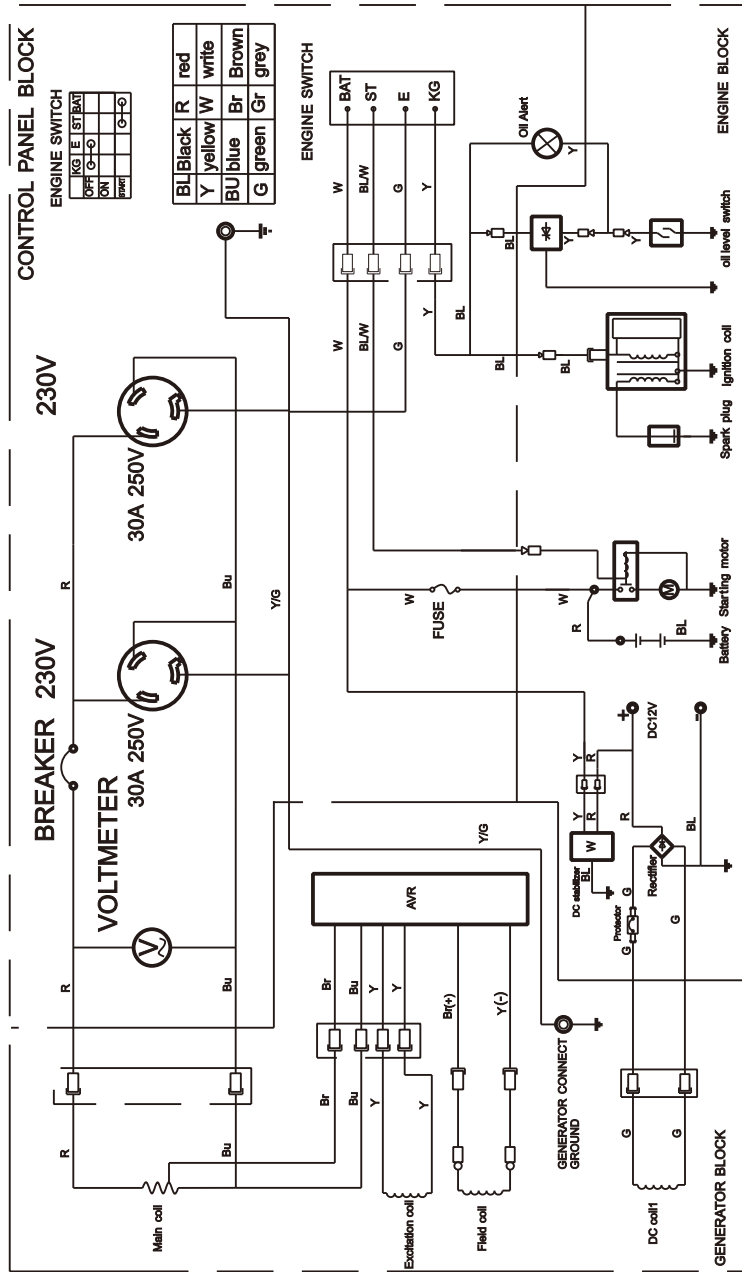 CONTROL PANEL BLOCK
ENGINE SWITCH
KG E ST BAT
OFF
ON
START
BL Black R red
Y yellow W write
BU blue Br Brown
G green Gr grey
ENGINE SWITCH
BAT
ST
E
KG
W
BL/W
G
Y
W
BL/W
G
Y
BL
Oil Alert
Y
BL
Y
Y
oil level switch
ENGINE BLOCK
BL
BL
Ignition coil
Spark plug
230V
30A 250V
BREAKER 230V
30A 250V
R
Bu
Y/G
W
FUSE
W
R
BL
M
Starting motor
Battery
VOLTMETER
V
R
Bu
Y/G
AVR
Br
Bu
Y
Y
Br(+)
Y(-)
Y
R
Y
R
W
DC stabilizer
BL
+
DC12V
-
R
BL
Rectifier
G
Protector
G
G
R
Bu
Br
Bu
Y
Y
Main coil
Excitation coil
Field coil
GENERATOR CONNECT
GROUND
G
G
DC coil1
GENERATOR BLOCK